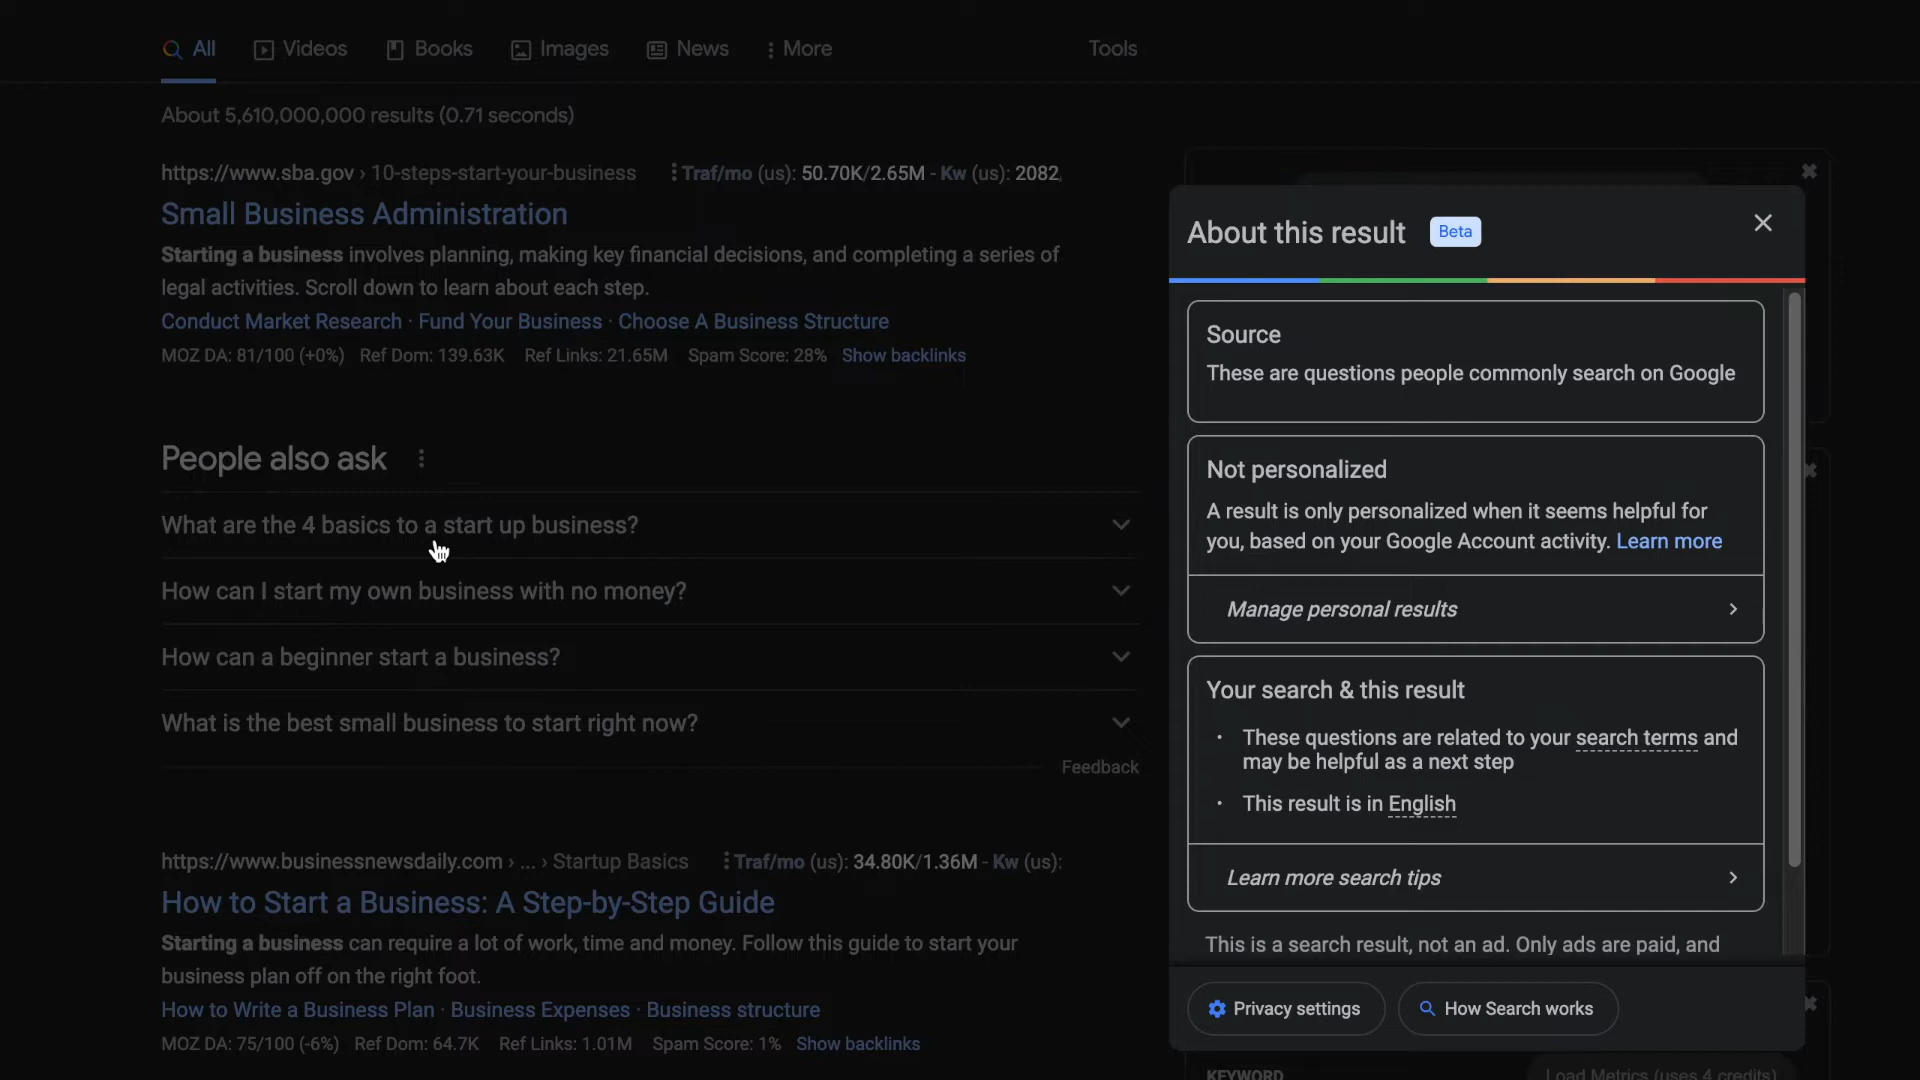 All
Videos
Books
Images
News
More
Tools
About 5,610,000,000 results (0.71 seconds)
https://www.sba.gov › 10-steps-start-your-business
Traf/mo (us): 50.70K/2.65M - Kw (us): 2082
Small Business Administration
Starting a business involves planning, making key financial decisions, and completing a series of
legal activities. Scroll down to learn about each step.
Conduct Market Research · Fund Your Business · Choose A Business Structure
MOZ DA: 81/100 (+0%) Ref Dom: 139.63K Ref Links: 21.65M Spam Score: 28% Show backlinks
People also ask
What are the 4 basics to a start up business?
How can I start my own business with no money?
How can a beginner start a business?
What is the best small business to start right now?
Feedback
https://www.businessnewsdaily.com › ... › Startup Basics
Traf/mo (us): 34.80K/1.36M - Kw (us):
How to Start a Business: A Step-by-Step Guide
Starting a business can require a lot of work, time and money. Follow this guide to start your
business plan off on the right foot.
How to Write a Business Plan · Business Expenses · Business structure
MOZ DA: 75/100 (-6%) Ref Dom: 64.7K Ref Links: 1.01M Spam Score: 1% Show backlinks
About this result Beta
Source
These are questions people commonly search on Google
Not personalized
A result is only personalized when it seems helpful for
you, based on your Google Account activity. Learn more
Manage personal results
Your search & this result
· These questions are related to your search terms and
may be helpful as a next step
· This result is in English
Learn more search tips
This is a search result, not an ad. Only ads are paid, and
Privacy settings
How Search works
KEYWORD
Load Metrics (uses 4 credits)